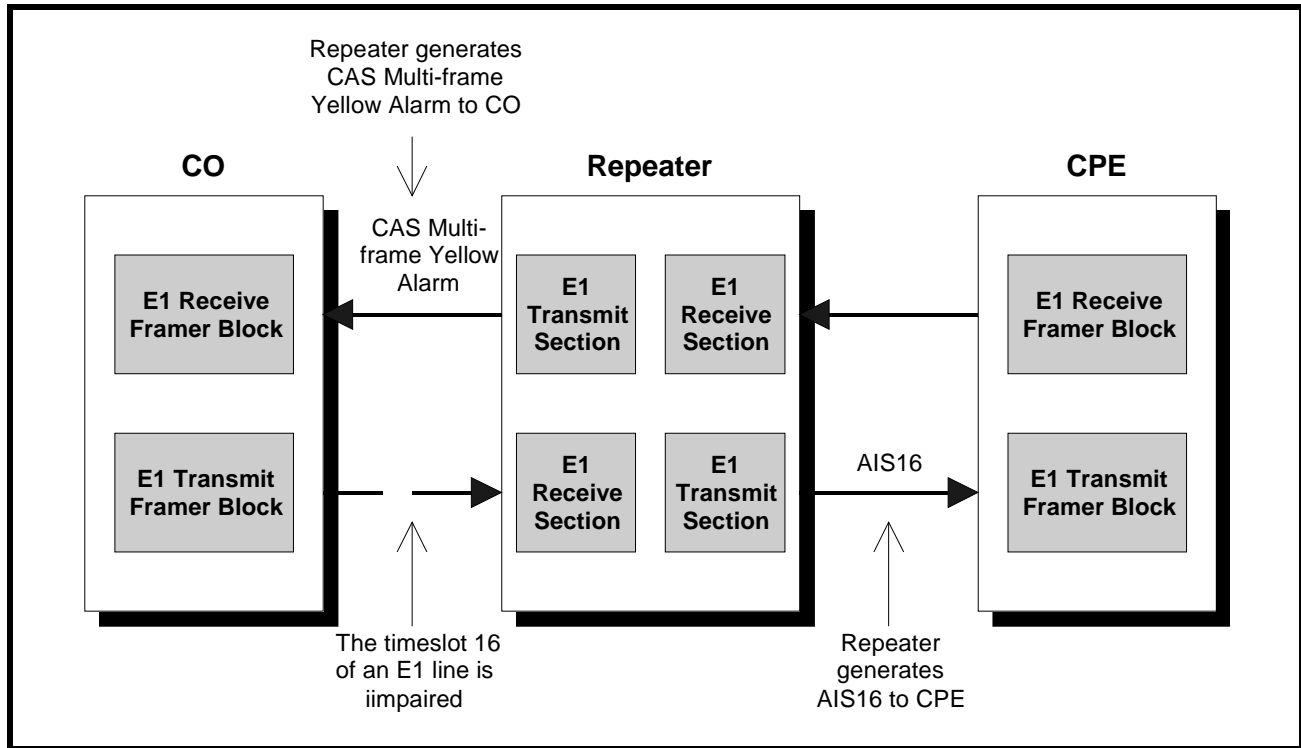 Repeater generates
CAS Multi-frame
Yellow Alarm to CO
CO
Repeater
CPE
CAS Multi-
frame Yellow
Alarm
E1 Receive
Framer Block
E1
Transmit
Section
E1
Receive
Section
E1 Receive
Framer Block
E1 Transmit
Framer Block
E1
Receive
Section
E1
Transmit
Section
AIS16
E1 Transmit
Framer Block
The timeslot 16
of an E1 line is
iimpaired
Repeater
generates
AIS16 to CPE